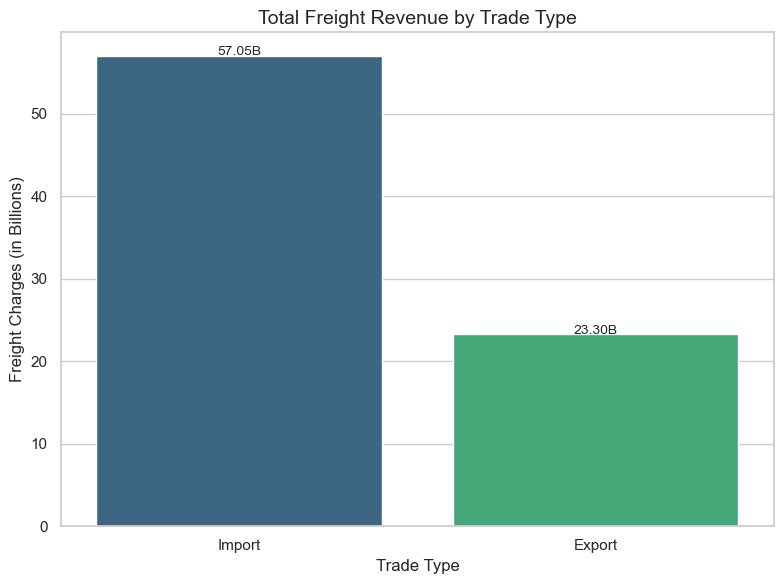 Total Freight Revenue by Trade Type
57.05B
23.30B
Freight Charges (in Billions)
50
40
30
20
10
0
Import
Export
Trade Type